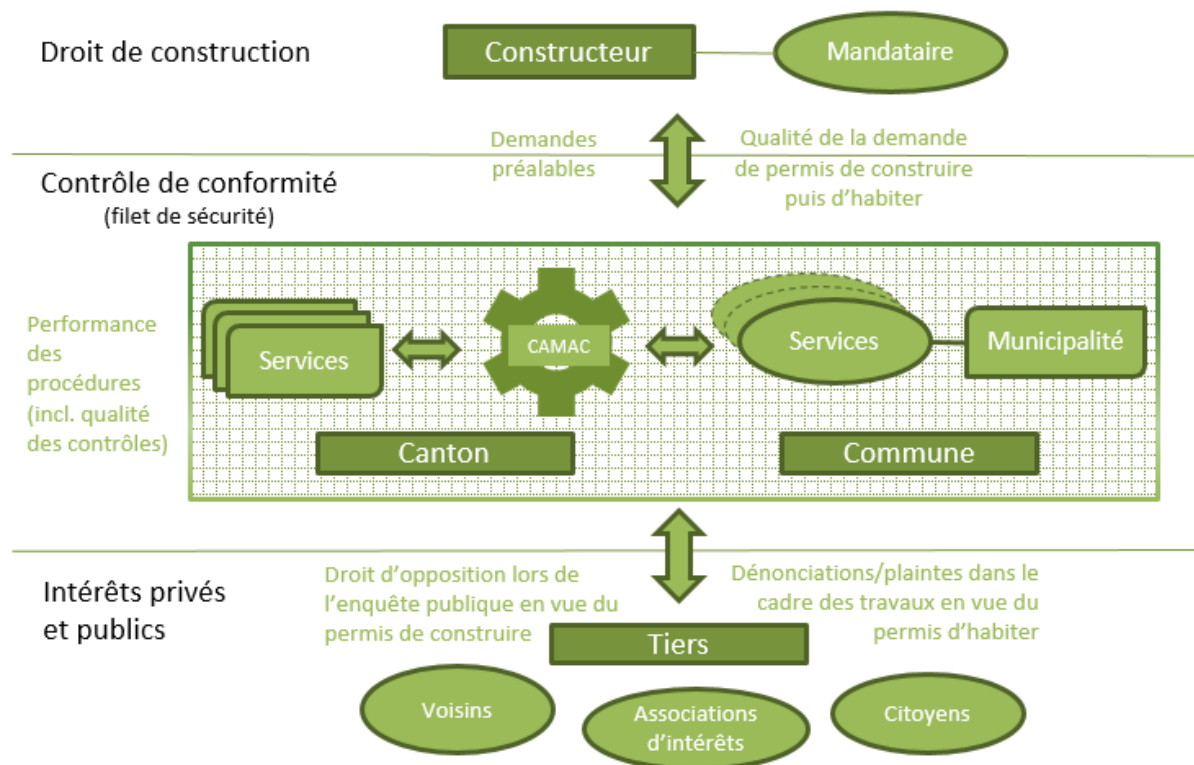 Droit de construction
Constructeur
Mandataire
Demandes
préalables
Qualité de la demande
de permis de construire
puis d’habiter
Contrôle de conformité
(filet de sécurité)
Performance
des
procédures
(incl. qualité
des contrôles)
Services
CAMAC
Services
Municipalité
Canton
Commune
Intérêts privés
et publics
Droit d’opposition lors de
l’enquête publique en vue du
permis de construire
Dénonciations/plaintes dans le
cadre des travaux en vue du
permis d’habiter
Tiers
Voisins
Associations
d’intérêts
Citoyens